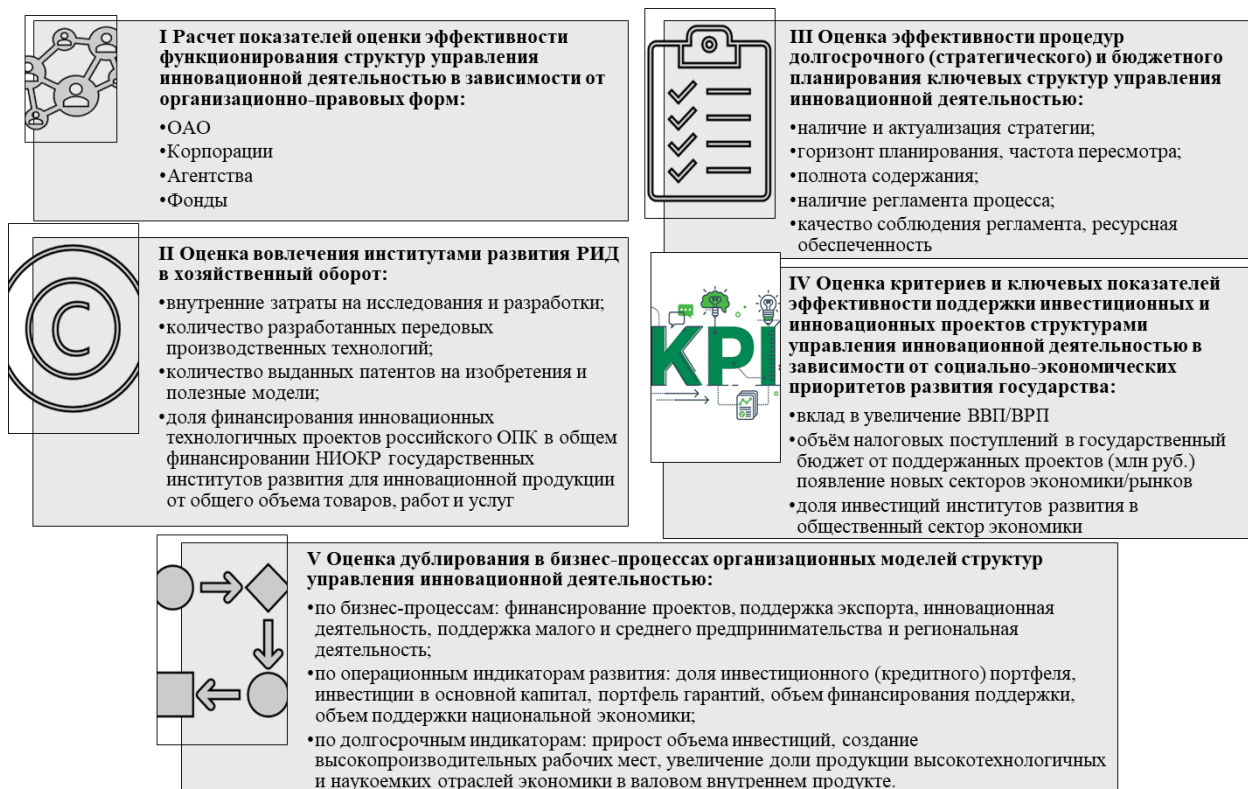 I Расчет показателей оценки эффективности
функционирования структур управления
инновационной деятельностью в зависимости от
организационно-правовых форм:
•ОАО
•Корпорации
•Агентства
•Фонды
II Оценка вовлечения институтами развития РИД
в хозяйственный оборот:
•внутренние затраты на исследования и разработки;
•количество разработанных передовых
производственных технологий;
•количество выданных патентов на изобретения и
полезные модели;
•доля финансирования инновационных
технологичных проектов российского ОПК в общем
финансировании НИОКР государственных
институтов развития для инновационной продукции
от общего объема товаров, работ и услуг
C
III Оценка эффективности процедур
долгосрочного (стратегического) и бюджетного
планирования ключевых структур управления
инновационной деятельностью:
•наличие и актуализация стратегии;
•горизонт планирования, частота пересмотра;
•полнота содержания;
•наличие регламента процесса;
•качество соблюдения регламента, ресурсная
обеспеченность
KPI
IV Оценка критериев и ключевых показателей
эффективности поддержки инвестиционных и
инновационных проектов структурами
управления инновационной деятельностью в
зависимости от социально-экономических
приоритетов развития государства:
•вклад в увеличение ВВП/ВРП
•объём налоговых поступлений в государственный
бюджет от поддержанных проектов (млн руб.)
появление новых секторов экономики/рынков
•доля инвестиций институтов развития в
общественный сектор экономики
V Оценка дублирования в бизнес-процессах организационных моделей структур
управления инновационной деятельностью:
•по бизнес-процессам: финансирование проектов, поддержка экспорта, инновационная
деятельность, поддержка малого и среднего предпринимательства и региональная
деятельность;
•по операционным индикаторам развития: доля инвестиционного (кредитного) портфеля,
инвестиции в основной капитал, портфель гарантий, объем финансирования поддержки,
объем поддержки национальной экономики;
•по долгосрочным индикаторам: прирост объема инвестиций, создание
высокопроизводительных рабочих мест, увеличение доли продукции высокотехнологичных
и наукоемких отраслей экономики в валовом внутреннем продукте.